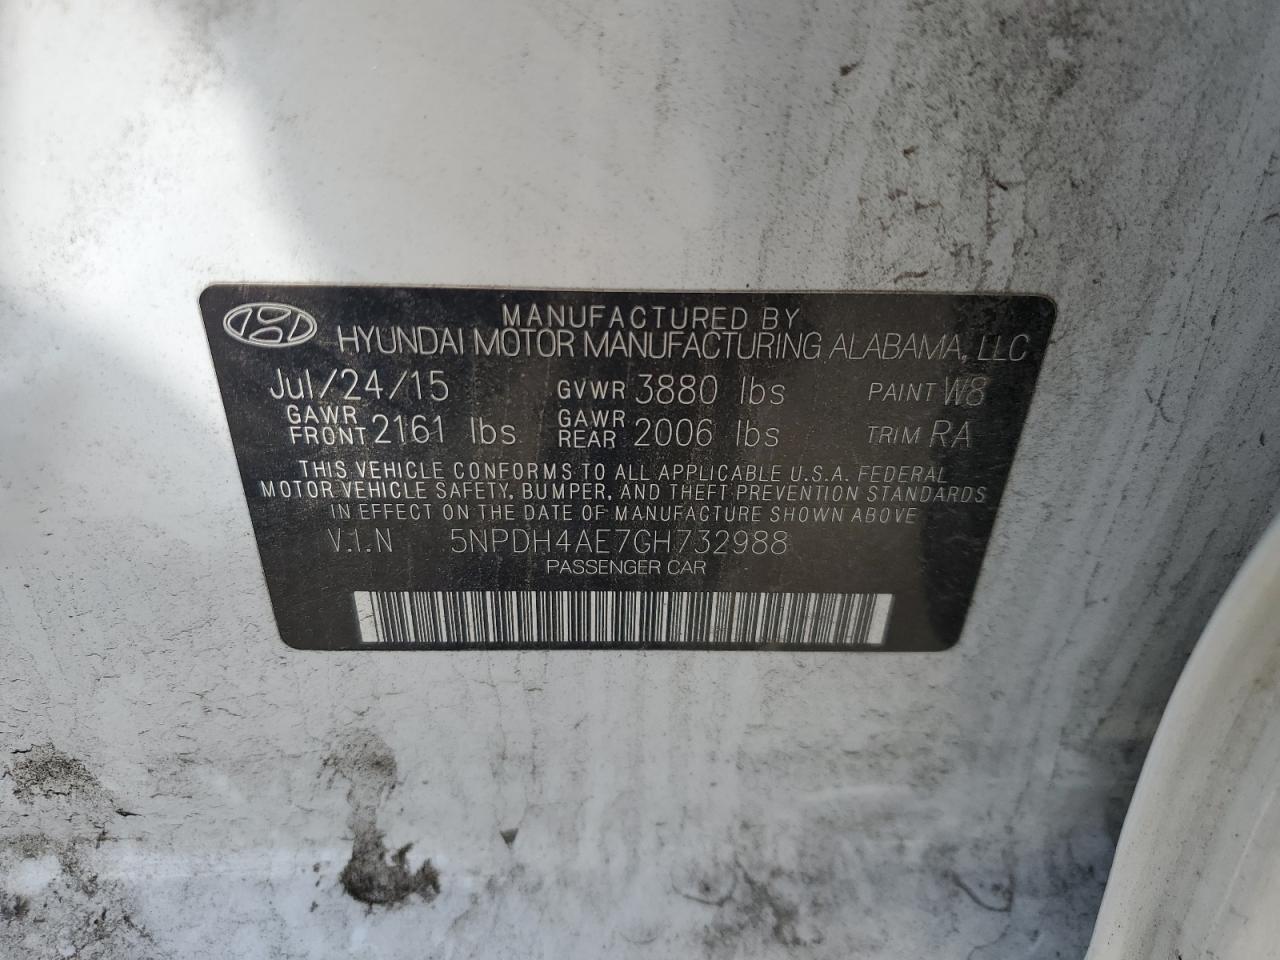 MANUFACTURED BY
HYUNDAI MOTOR MANUFACTURING ALABAMA, LLC
Jul/24/15 GVWR 3880 lbs PAINT W8
GAWR FRONT 2161 lbs GAWR REAR 2006 lbs TRIM RA
THIS VEHICLE CONFORMS TO ALL APPLICABLE U.S.A. FEDERAL
MOTOR VEHICLE SAFETY, BUMPER, AND THEFT PREVENTION STANDARDS
IN EFFECT ON THE DATE OF MANUFACTURE SHOWN ABOVE
V.I.N 5NPDH4AE7GH732988
PASSENGER CAR